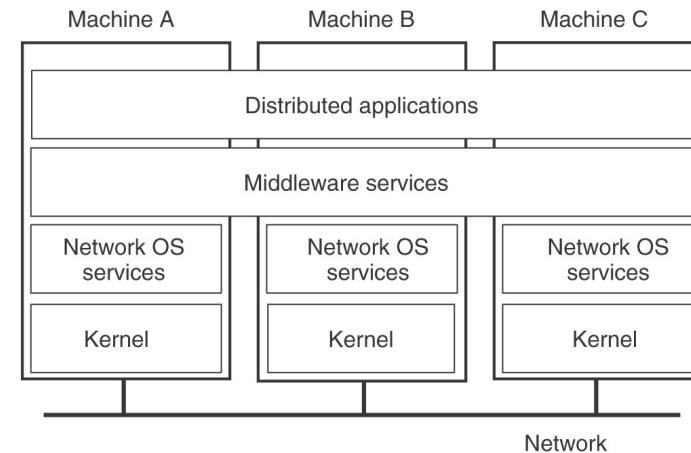 Machine A
Machine B
Machine C
Distributed applications
Middleware services
Network OS
services
Network OS
services
Network OS
services
Kernel
Kernel
Kernel
Network